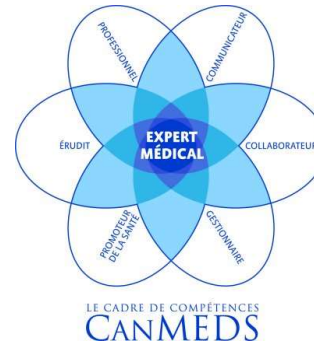 PROFESSIONNEL
COMMUNICATEUR
ÉRUDIT
EXPERT
MÉDICAL
COLLABORATEUR
PROMOTEUR
DE LA SANTÉ
GESTIONNAIRE
LE CADRE DE COMPÉTENCES
CANMEDS